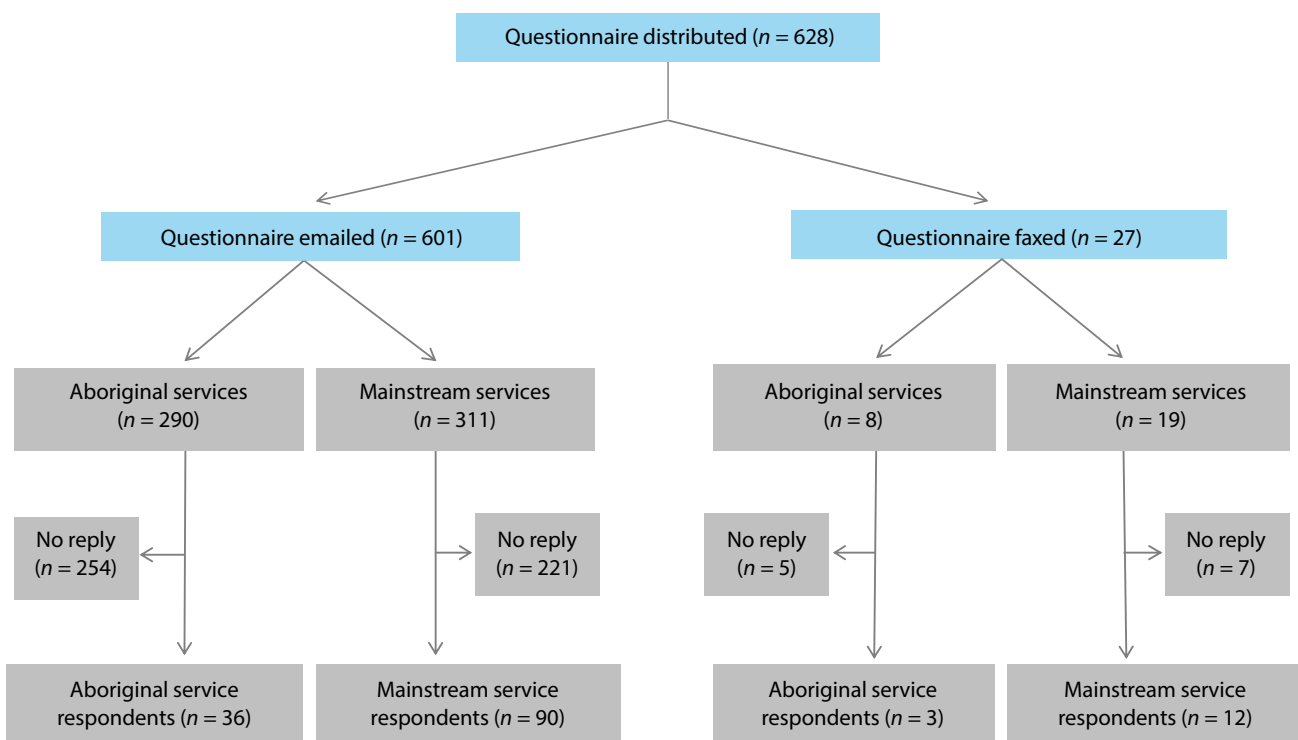 Questionnaire distributed (n = 628)
Questionnaire emailed (n = 601)
Questionnaire faxed (n = 27)
Aboriginal services
(n = 290)
Mainstream services
(n = 311)
Aboriginal services
(n = 8)
Mainstream services
(n = 19)
No reply
(n = 254)
No reply
(n = 221)
No reply
(n = 5)
No reply
(n = 7)
Aboriginal service
respondents (n = 36)
Mainstream service
respondents (n = 90)
Aboriginal service
respondents (n = 3)
Mainstream service
respondents (n = 12)